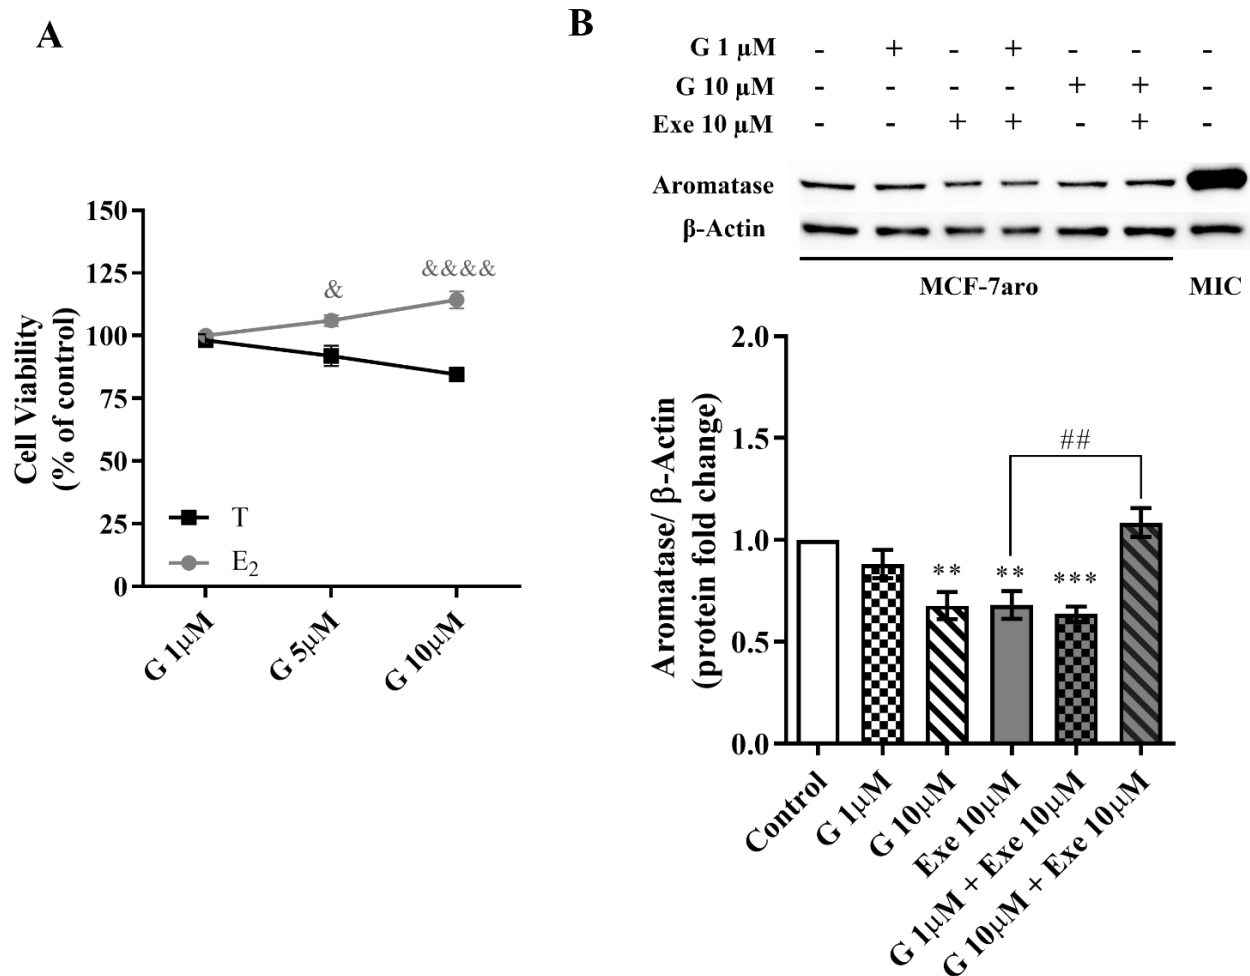 A
150
125
100
75
50
25
0
Cell Viability
(% of control)
&
&&&&
T
E₂
G 1μM
G 5μM
G 10μM
B
G 1 μM - + - + - - -
G 10 μM - - - - + + -
Exe 10 μM - - + + - + -
Aromatase
β-Actin
MCF-7aro MIC
2.0
1.5
1.0
0.5
0.0
Aromatase/ β-Actin
(protein fold change)
** ** *** ##
Control
G 1μM
G 10μM
Exe 10μM
G 1μM + Exe 10μM
G 10μM + Exe 10μM